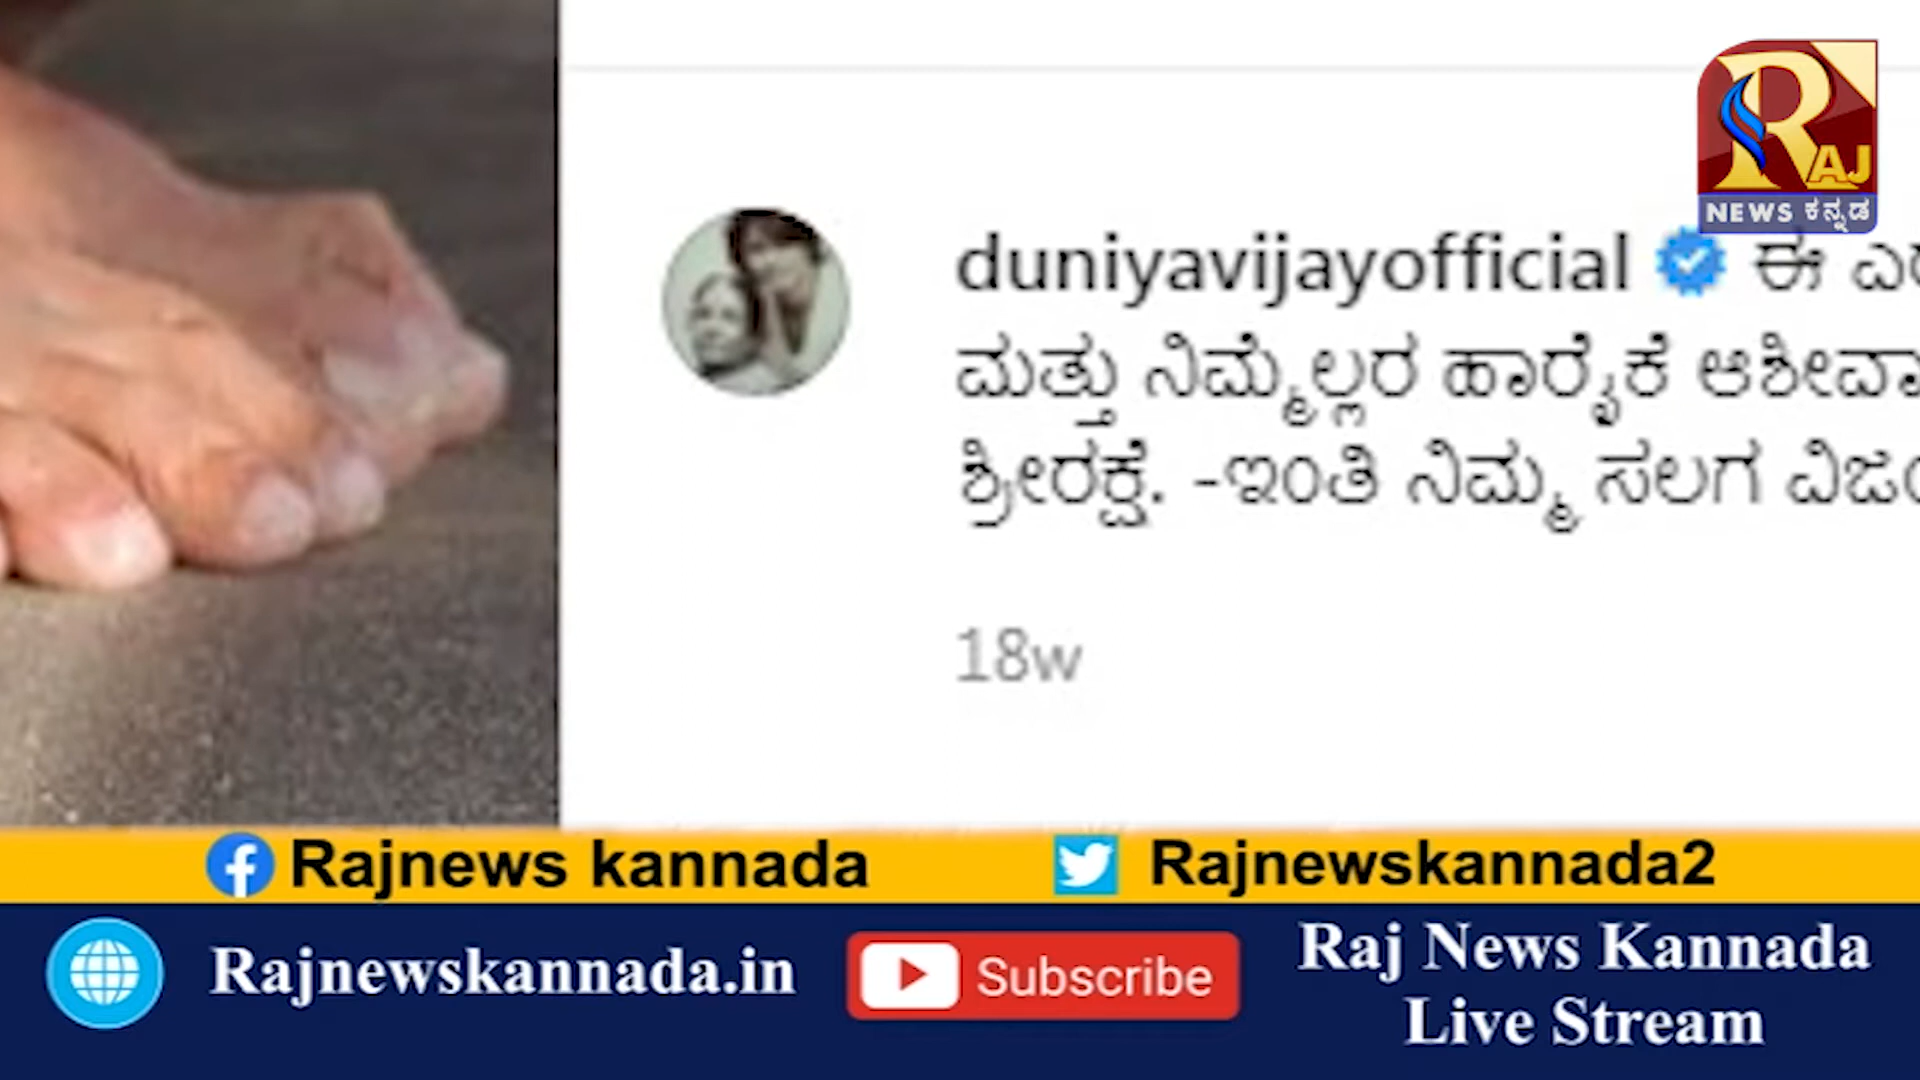 RAJ
NEWS ಕನ್ನಡ
duniyavijayofficial ಈ
ಮತ್ತು ನಿಮ್ಮೆಲ್ಲರ ಹಾರೈಕೆ
ಶ್ರೀರಕ್ಷೆ. -ಇಂತಿ ನಿಮ್ಮ ಸಲಗ
18w
Rajnews kannada
Rajnewskannada2
Rajnewskannada.in
Subscribe
Raj News Kannada
Live Stream